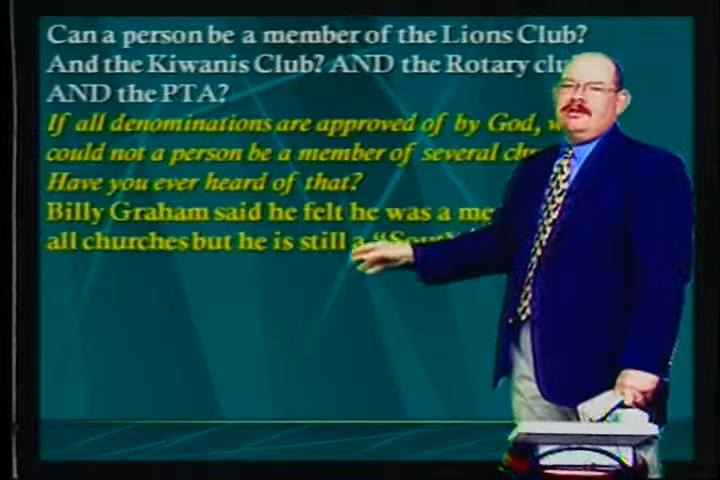 Can a person be a member of the Lions Club?
And the Kiwanis Club? AND the Rotary
AND the PTA?
If all denominations are approved of by God,
could not a person be a member of several
Have you ever heard of that?
Billy Graham said he felt he was a
all churches but he is still a